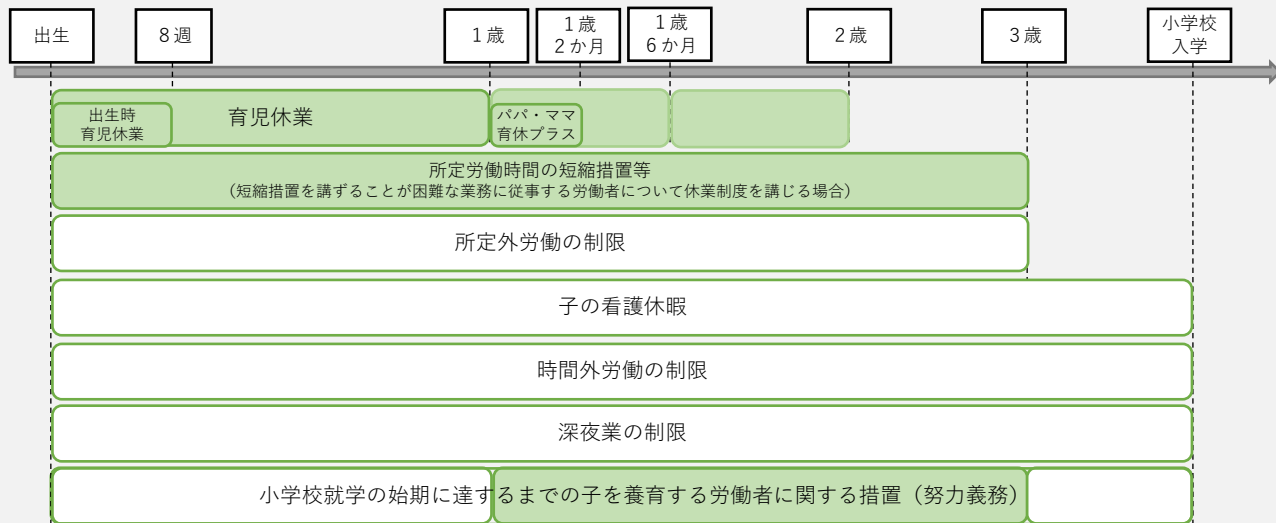 出生
8週
1歳
1歳
2か月
1歳
6か月
2歳
3歳
小学校
入学
育児休業
出生時
育児休業
パパ・ママ
育休プラス
所定労働時間の短縮措置等
（短縮措置を講ずることが困難な業務に従事する労働者について休業制度を講じる場合）
所定外労働の制限
子の看護休暇
時間外労働の制限
深夜業の制限
小学校就学の始期に達するまでの子を養育する労働者に関する措置（努力義務）